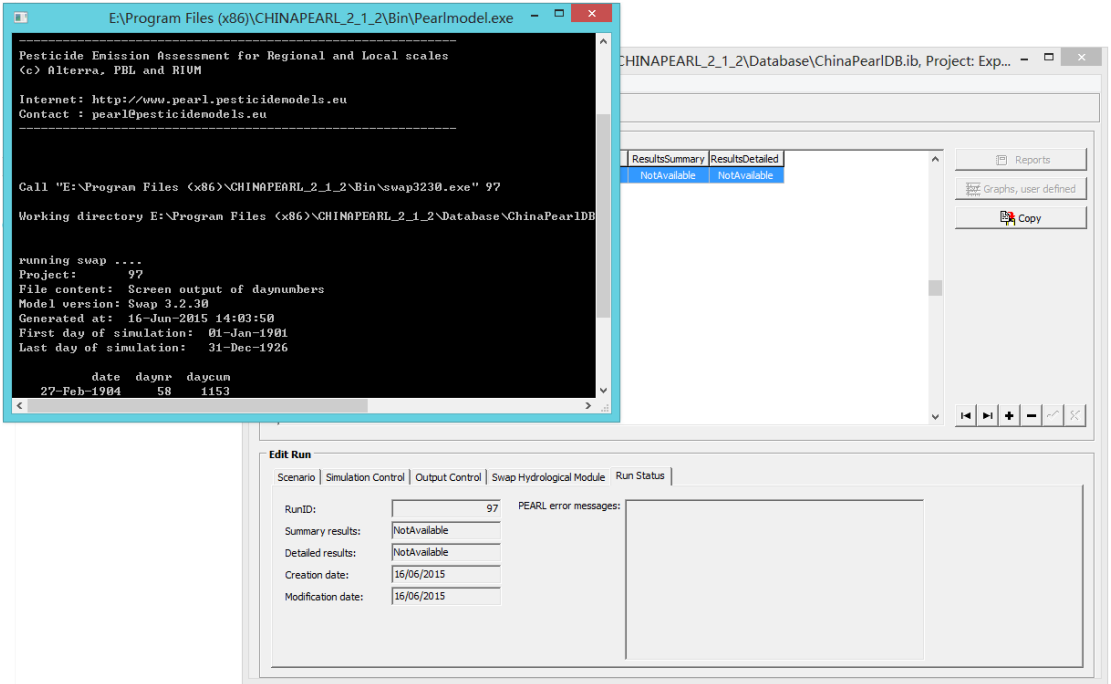 E:\Program Files (x86)\CHINAPEARL_2_1_2\Bin\Pearlmodel.exe
Pesticide Emission Assessment for Regional and Local scales
(c) Alterra, PBL and RIVM
Internet: http://www.pearl.pesticidemodels.eu
Contact : pearl@pesticidemodels.eu
Call "E:\Program Files (x86)\CHINAPEARL_2_1_2\Bin\swap3230.exe" 97
Working directory E:\Program Files (x86)\CHINAPEARL_2_1_2\Database\ChinaPearlDB
running swap ....
Project: 97
File content: Screen output of daynumbers
Model version: Swap 3.2.30
Generated at: 16-Jun-2015 14:03:50
First day of simulation: 01-Jan-1901
Last day of simulation: 31-Dec-1926
date daynr daycum
27-Feb-1904 58 1153
CHINAPEARL_2_1_2\Database\ChinaPearlDB.ib, Project: Exp...
ResultsSummary ResultsDetailed
NotAvailable NotAvailable
Reports
Graphs, user defined
Copy
Edit Run
Scenario Simulation Control Output Control Swap Hydrological Module Run Status
RunID: 97 PEARL error messages:
Summary results: NotAvailable
Detailed results: NotAvailable
Creation date: 16/06/2015
Modification date: 16/06/2015